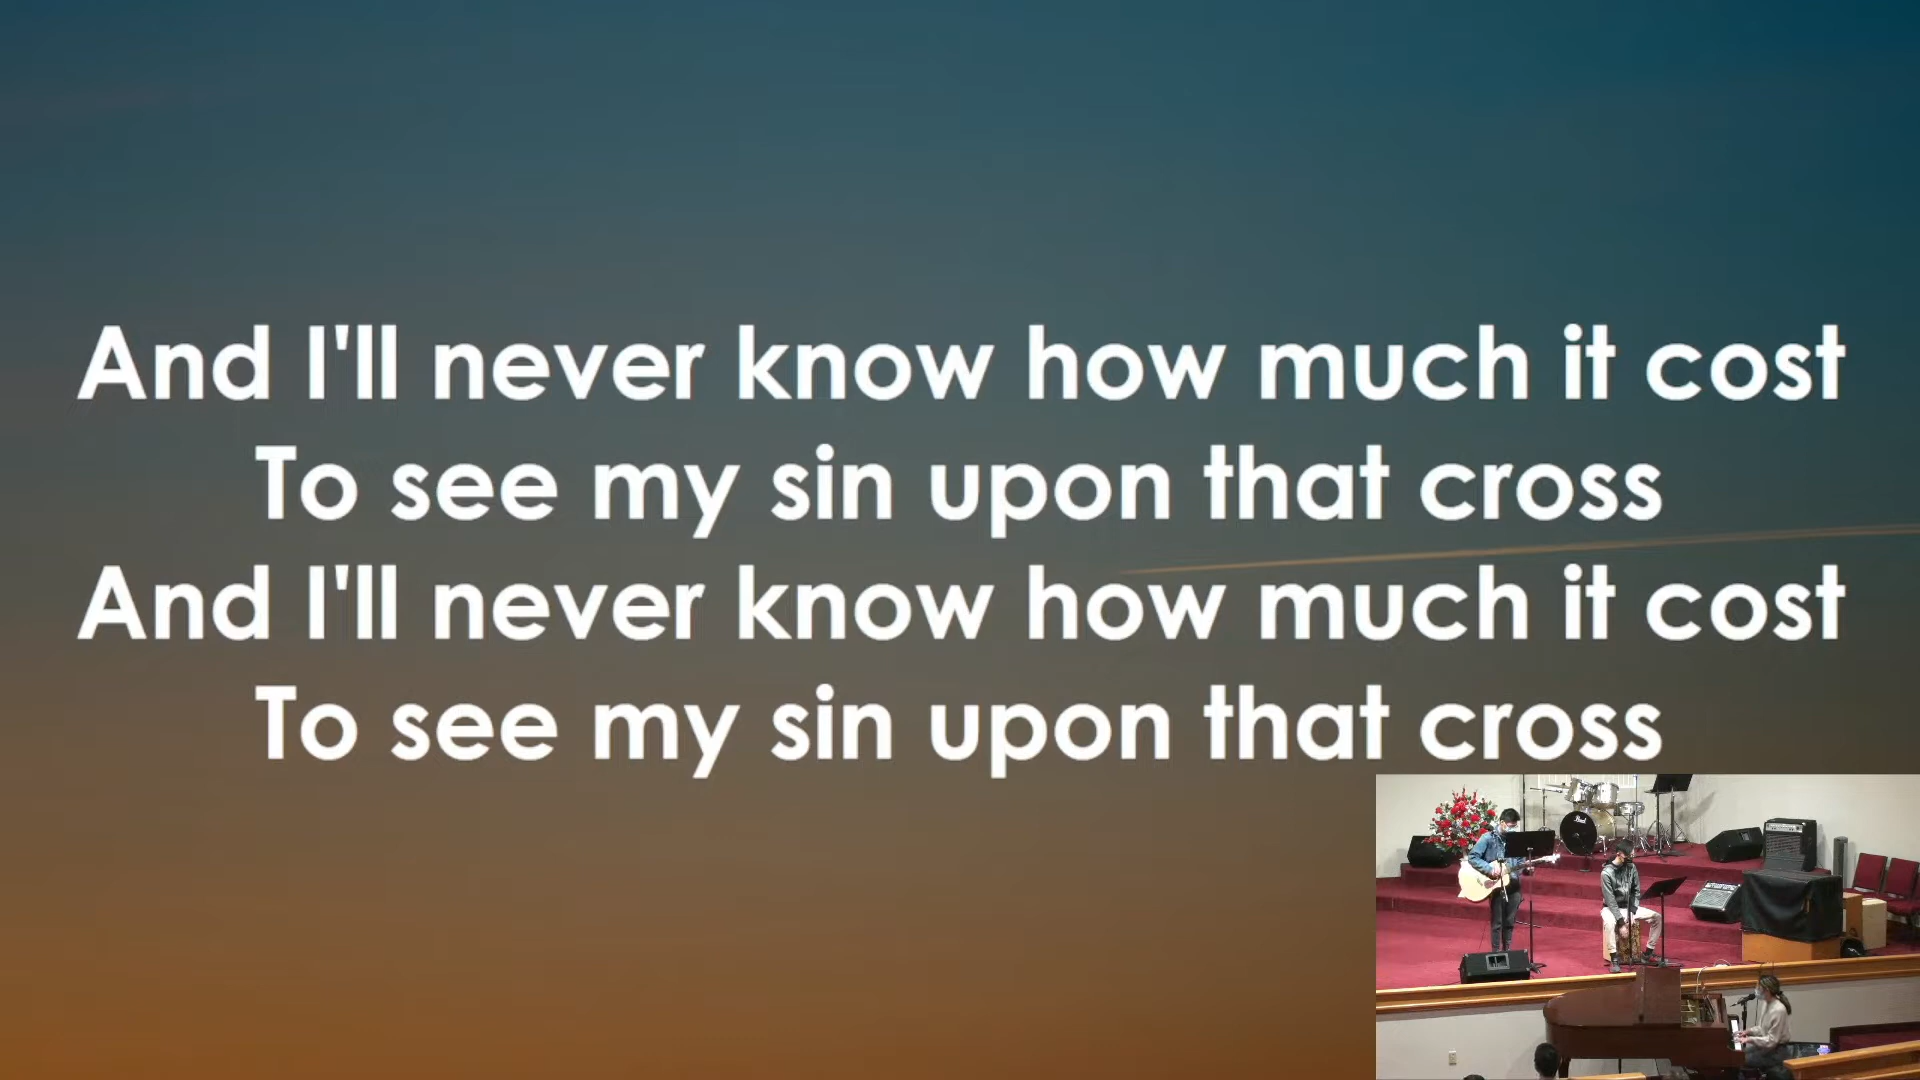 And I'll never know how much it cost
To see my sin upon that cross
And I'll never know how much it cost
To see my sin upon that cross